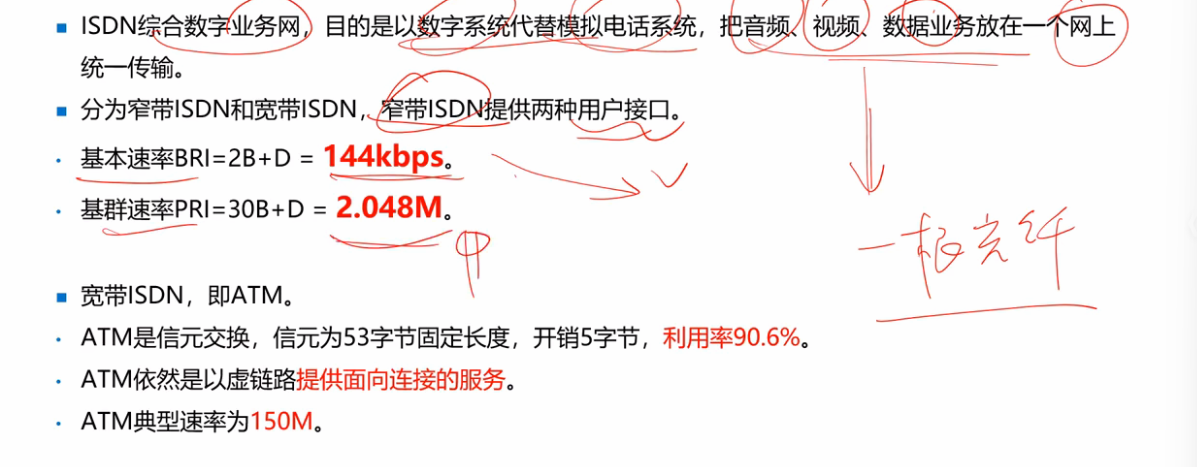 ISDN综合数字业务网，目的是以数字系统代替模拟电话系统，把音频、视频、数据业务放在一个网上
统一传输。
分为窄带ISDN和宽带ISDN，窄带ISDN提供两种用户接口。
基本速率BRI=2B+D = 144kbps。
基群速率PRI=30B+D = 2.048M。
一根光纤
宽带ISDN，即ATM。
ATM是信元交换，信元为53字节固定长度，开销5字节，利用率90.6%。
ATM依然是以虚链路提供面向连接的服务。
ATM典型速率为150M。